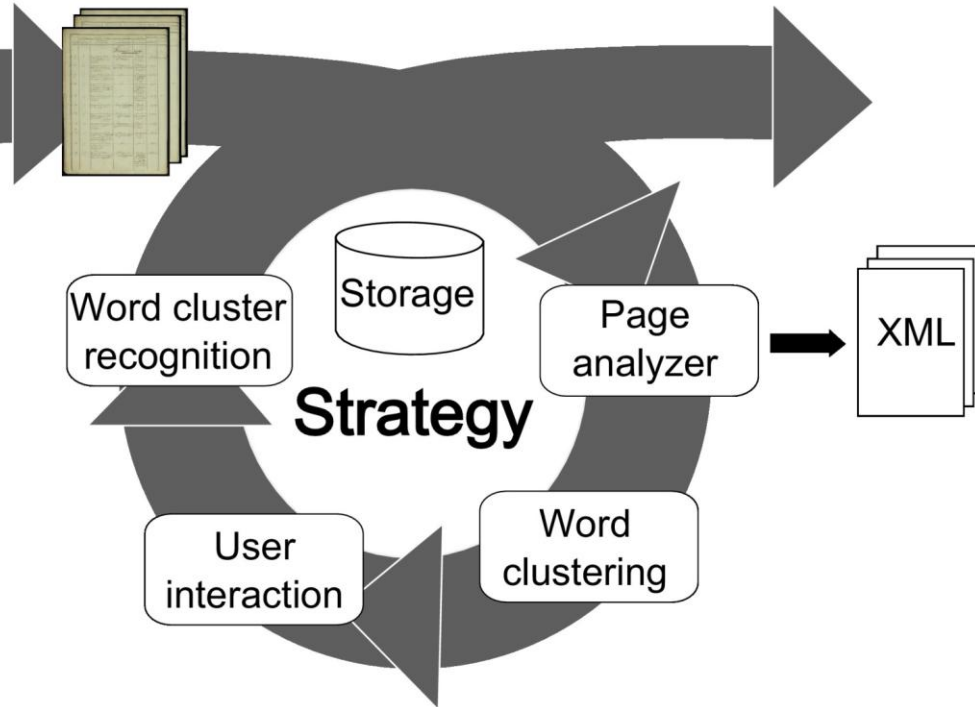 Storage
Strategy
Word cluster
recognition
Page
analyzer
XML
User
interaction
Word
clustering